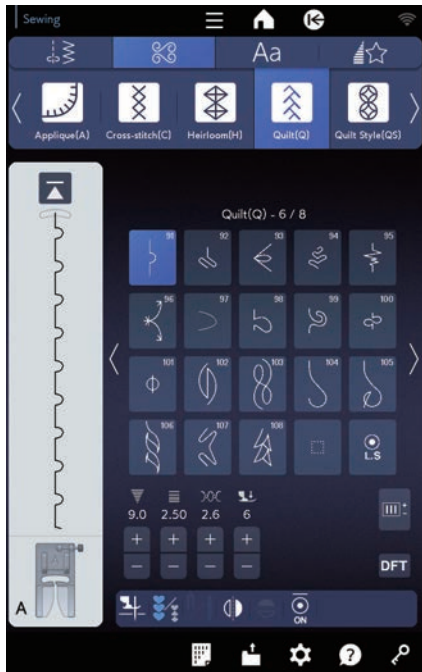 Sewing
Aa
Applique(A) Cross-stitch(C) Heirloom(H) Quilt(Q) Quilt Style(QS)
Quilt(Q) - 6 / 8
91 92 93 94 95
96 97 98 99 100
101 102 103 104 105
106 107 108 L.S
9.0 2.50 2.6 6
+ + + +
− − − −
DFT
A
ON
?